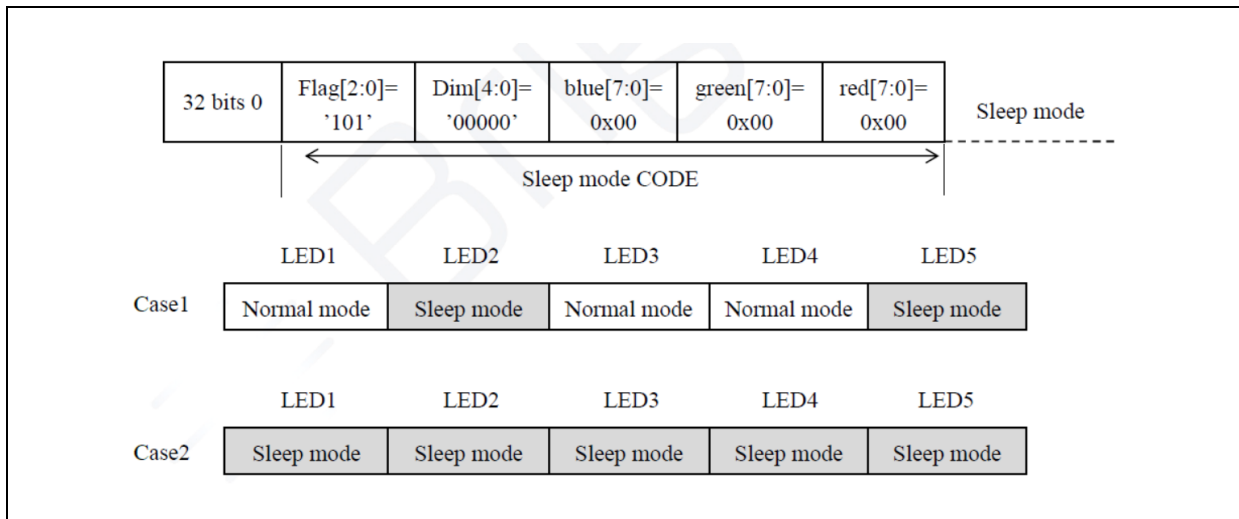 32 bits 0 Flag[2:0]= Dim[4:0]= blue[7:0]= green[7:0]= red[7:0]= Sleep mode
’101’ ’00000’ 0x00 0x00 0x00
Sleep mode CODE
LED1 LED2 LED3 LED4 LED5
Case1 Normal mode Sleep mode Normal mode Normal mode Sleep mode
LED1 LED2 LED3 LED4 LED5
Case2 Sleep mode Sleep mode Sleep mode Sleep mode Sleep mode